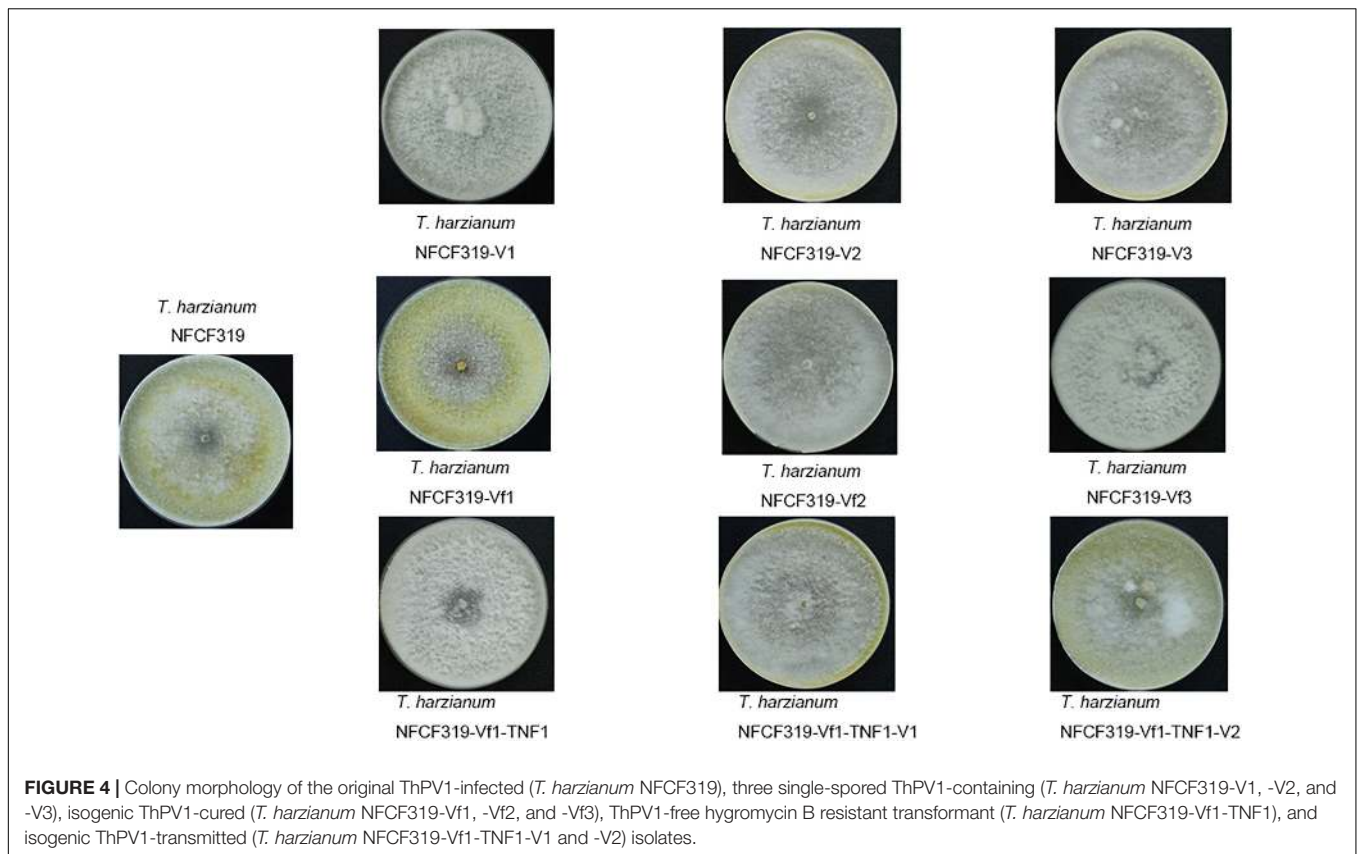 T. harzianum
NFCF319-V1
T. harzianum
NFCF319-V2
T. harzianum
NFCF319-V3
T. harzianum
NFCF319
T. harzianum
NFCF319-Vf1
T. harzianum
NFCF319-Vf2
T. harzianum
NFCF319-Vf3
T. harzianum
NFCF319-Vf1-TNF1
T. harzianum
NFCF319-Vf1-TNF1-V1
T. harzianum
NFCF319-Vf1-TNF1-V2
FIGURE 4 | Colony morphology of the original ThPV1-infected (T. harzianum NFCF319), three single-spored ThPV1-containing (T. harzianum NFCF319-V1, -V2, and
-V3), isogenic ThPV1-cured (T. harzianum NFCF319-Vf1, -Vf2, and -Vf3), ThPV1-free hygromycin B resistant transformant (T. harzianum NFCF319-Vf1-TNF1), and
isogenic ThPV1-transmitted (T. harzianum NFCF319-Vf1-TNF1-V1 and -V2) isolates.